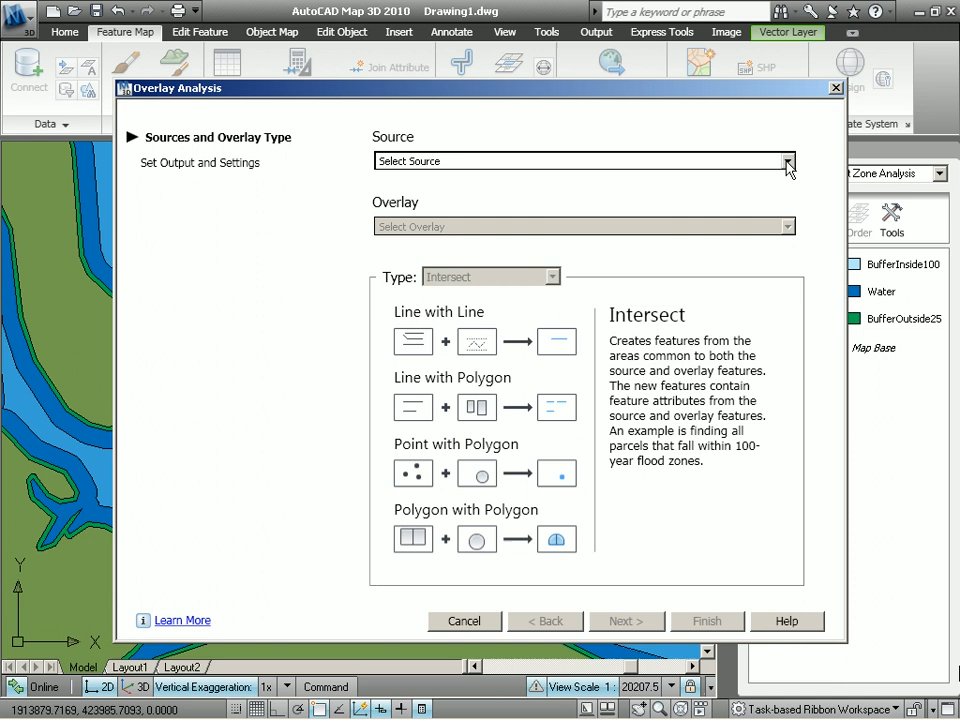 AutoCAD Map 3D 2010 Drawing1.dwg
Type a keyword or phrase
3D
Home
Feature Map
Edit Feature
Object Map
Edit Object
Insert
Annotate
View
Tools
Output
Express Tools
Image
Vector Layer
Connect
Join Attribute
SHP
Data
ate System
Overlay Analysis
Sources and Overlay Type
Set Output and Settings
Source
Select Source
Overlay
Select Overlay
Type:
Intersect
Line with Line
Line with Polygon
Point with Polygon
Polygon with Polygon
Intersect
Creates features from the
areas common to both the
source and overlay features.
The new features contain
feature attributes from the
source and overlay features.
An example is finding all
parcels that fall within 100-
year flood zones.
Learn More
Cancel
< Back
Next >
Finish
Help
t Zone Analysis
Order
Tools
BufferInside100
Water
BufferOutside25
Map Base
Y
X
Model
Layout1
Layout2
Online
2D
3D
Vertical Exaggeration:
1x
Command
View Scale 1 :
20207.5
1913879.7169, 423985.7093, 0.0000
Task-based Ribbon Workspace